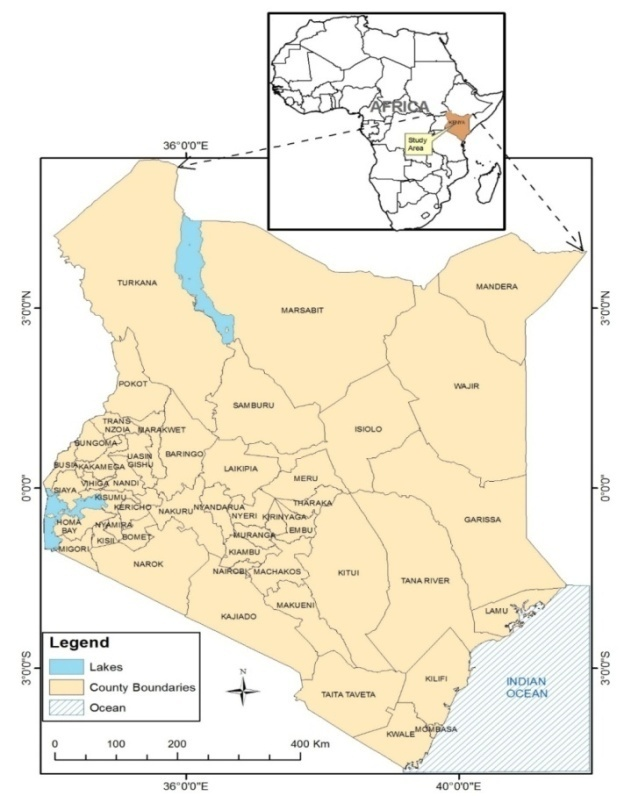 AFRICA
KENYA
Study
Area
36°0'0"E
3°0'0"N
3°0'0"N
TURKANA
MARSABIT
MANDERA
WAJIR
POKOT
SAMBURU
ISIOLO
TRANS
NZOIA
MARAKWET
BUNGOMA
UASIN
GISHU
BARINGO
BUSIA
KAKAMEGA
LAIKIPIA
MERU
0°0'0"
0°0'0"
VIHIGA
NANDI
SIAYA
KISUMU
KERICHO
NAKURU
NYANDARUA
THARAKA
GARISSA
NYERI
KIRINYAGA
HOMA
BAY
NYAMIRA
EMBU
KISII
BOMET
MURANGA
MIGORI
KIAMBU
NAROK
NAIROBI
MACHAKOS
KITUI
TANA RIVER
MAKUENI
LAMU
KAJIADO
Legend
Lakes
County Boundaries
Ocean
N
3°0'0"S
3°0'0"S
KILIFI
TAITA TAVETA
INDIAN
OCEAN
KWALE
MOMBASA
0
100
200
400 Km
36°0'0"E
40°0'0"E